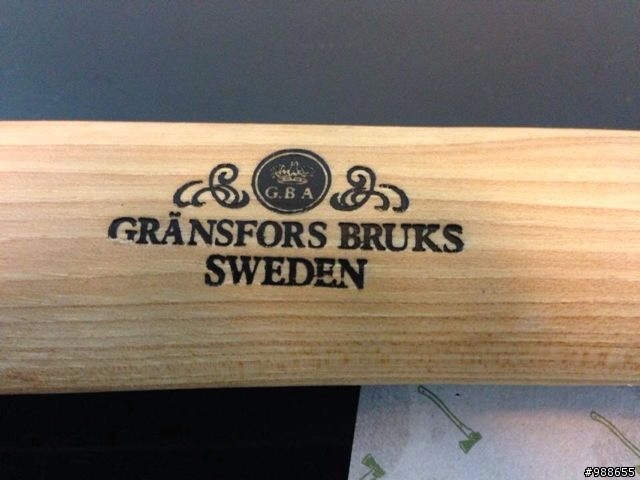 G.B A
GRÄNSFORS BRUKS
SWEDEN
#988655